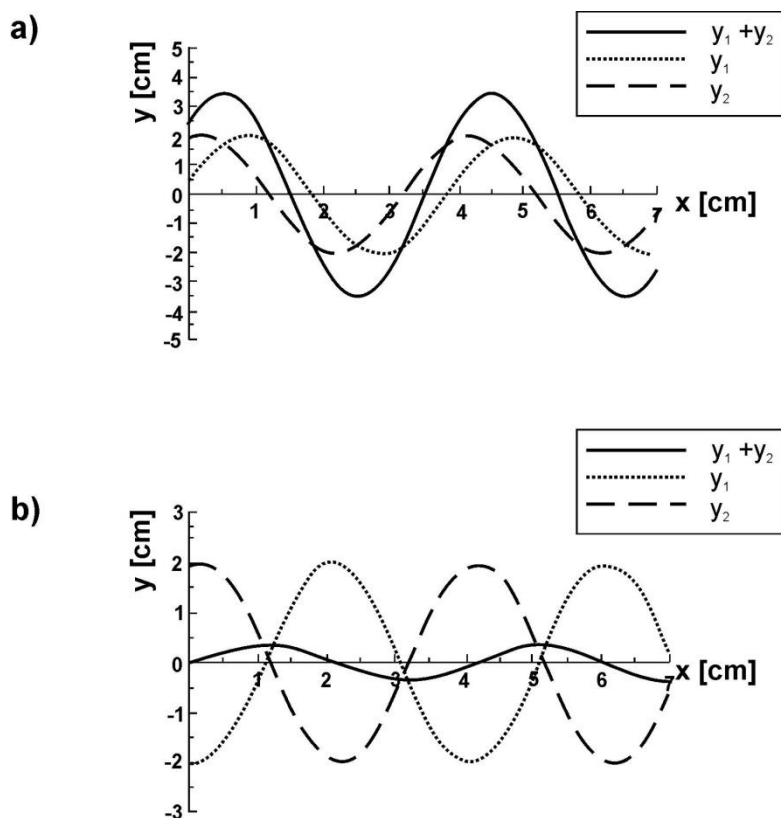 a)
y [cm]
5
4
3
2
1
0
-1
-2
-3
-4
-5
1 2 3 4 5 6 7
x [cm]
y₁ +y₂
y₁
y₂
b)
y [cm]
3
2
1
0
-1
-2
-3
1 2 3 4 5 6 7
x [cm]
y₁ +y₂
y₁
y₂